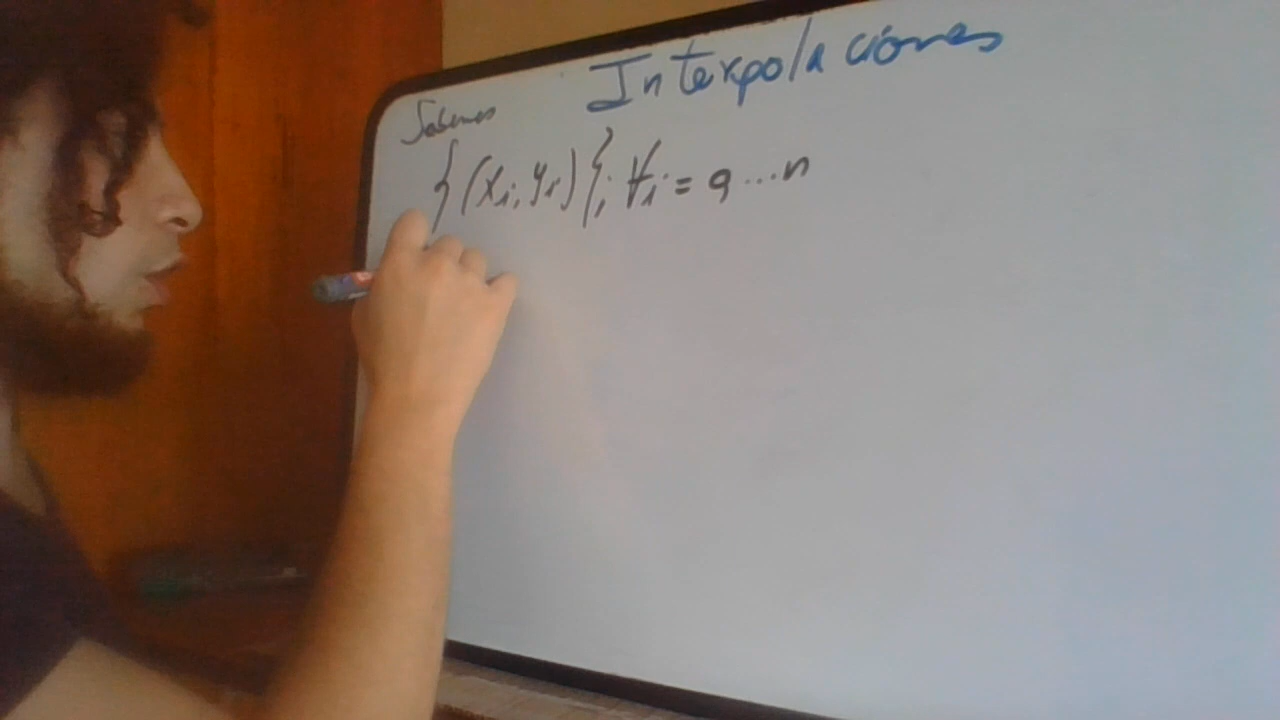 Interpolaciones
Sabemos
{(xi, yi)}; ∀i = 0...n